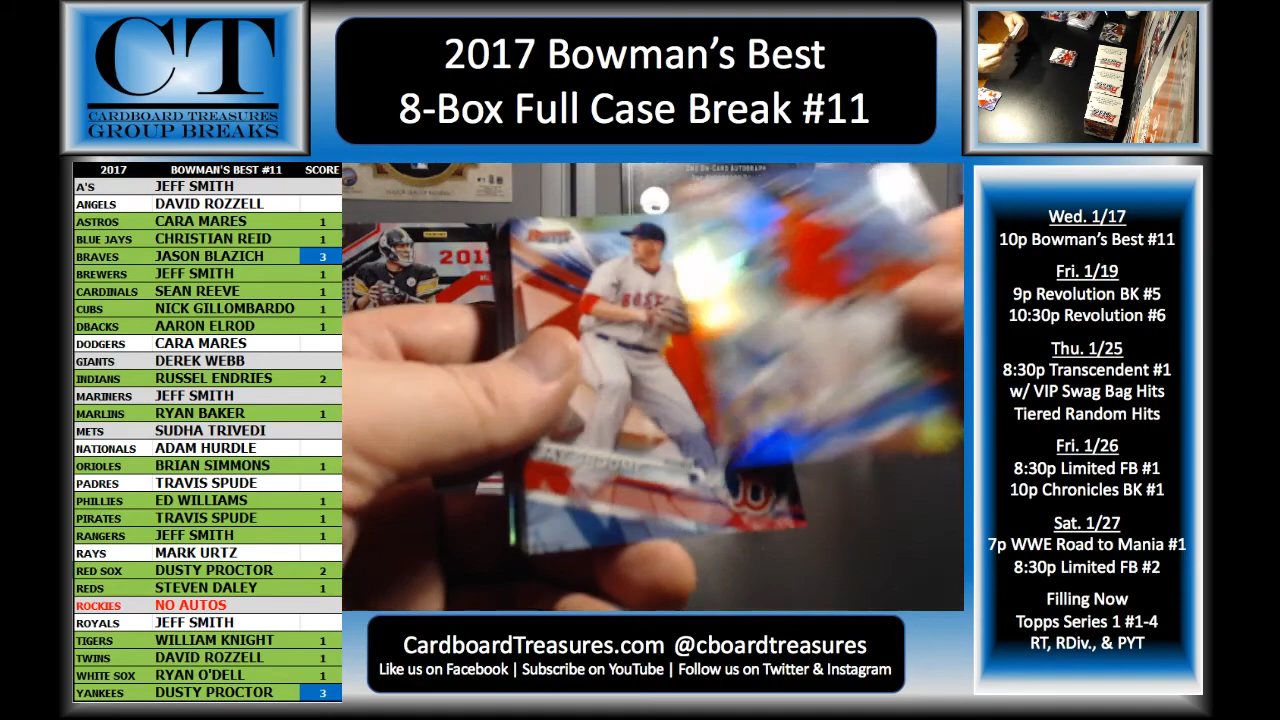 CT
CARDBOARD TREASURES
GROUP BREAKS
2017 Bowman's Best
8-Box Full Case Break #11
2017 BOWMAN'S BEST #11 SCORE
A'S JEFF SMITH
ANGELS DAVID ROZZELL
ASTROS CARA MARES 1
BLUE JAYS CHRISTIAN REID 1
BRAVES JASON BLAZICH 3
BREWERS JEFF SMITH 1
CARDINALS SEAN REEVE 1
CUBS NICK GILLOMBARDO 1
DBACKS AARON ELROD 1
DODGERS CARA MARES
GIANTS DEREK WEBB
INDIANS RUSSEL ENDRIES 2
MARINERS JEFF SMITH
MARLINS RYAN BAKER 1
METS SUDHA TRIVEDI
NATIONALS ADAM HURDLE
ORIOLES BRIAN SIMMONS 1
PADRES TRAVIS SPUDE
PHILLIES ED WILLIAMS 1
PIRATES TRAVIS SPUDE 1
RANGERS JEFF SMITH 1
RAYS MARK URTZ
RED SOX DUSTY PROCTOR 2
REDS STEVEN DALEY 1
ROCKIES NO AUTOS
ROYALS JEFF SMITH
TIGERS WILLIAM KNIGHT 1
TWINS DAVID ROZZELL 1
WHITE SOX RYAN O'DELL 1
YANKEES DUSTY PROCTOR 3
PANINI
201
BOSTON
B
CardboardTreasures.com @cboardtreasures
Like us on Facebook | Subscribe on YouTube | Follow us on Twitter & Instagram
Wed. 1/17
10p Bowman's Best #11
Fri. 1/19
9p Revolution BK #5
10:30p Revolution #6
Thu. 1/25
8:30p Transcendent #1
w/ VIP Swag Bag Hits
Tiered Random Hits
Fri. 1/26
8:30p Limited FB #1
10p Chronicles BK #1
Sat. 1/27
7p WWE Road to Mania #1
8:30p Limited FB #2
Filling Now
Topps Series 1 #1-4
RT, RDiv., & PYT